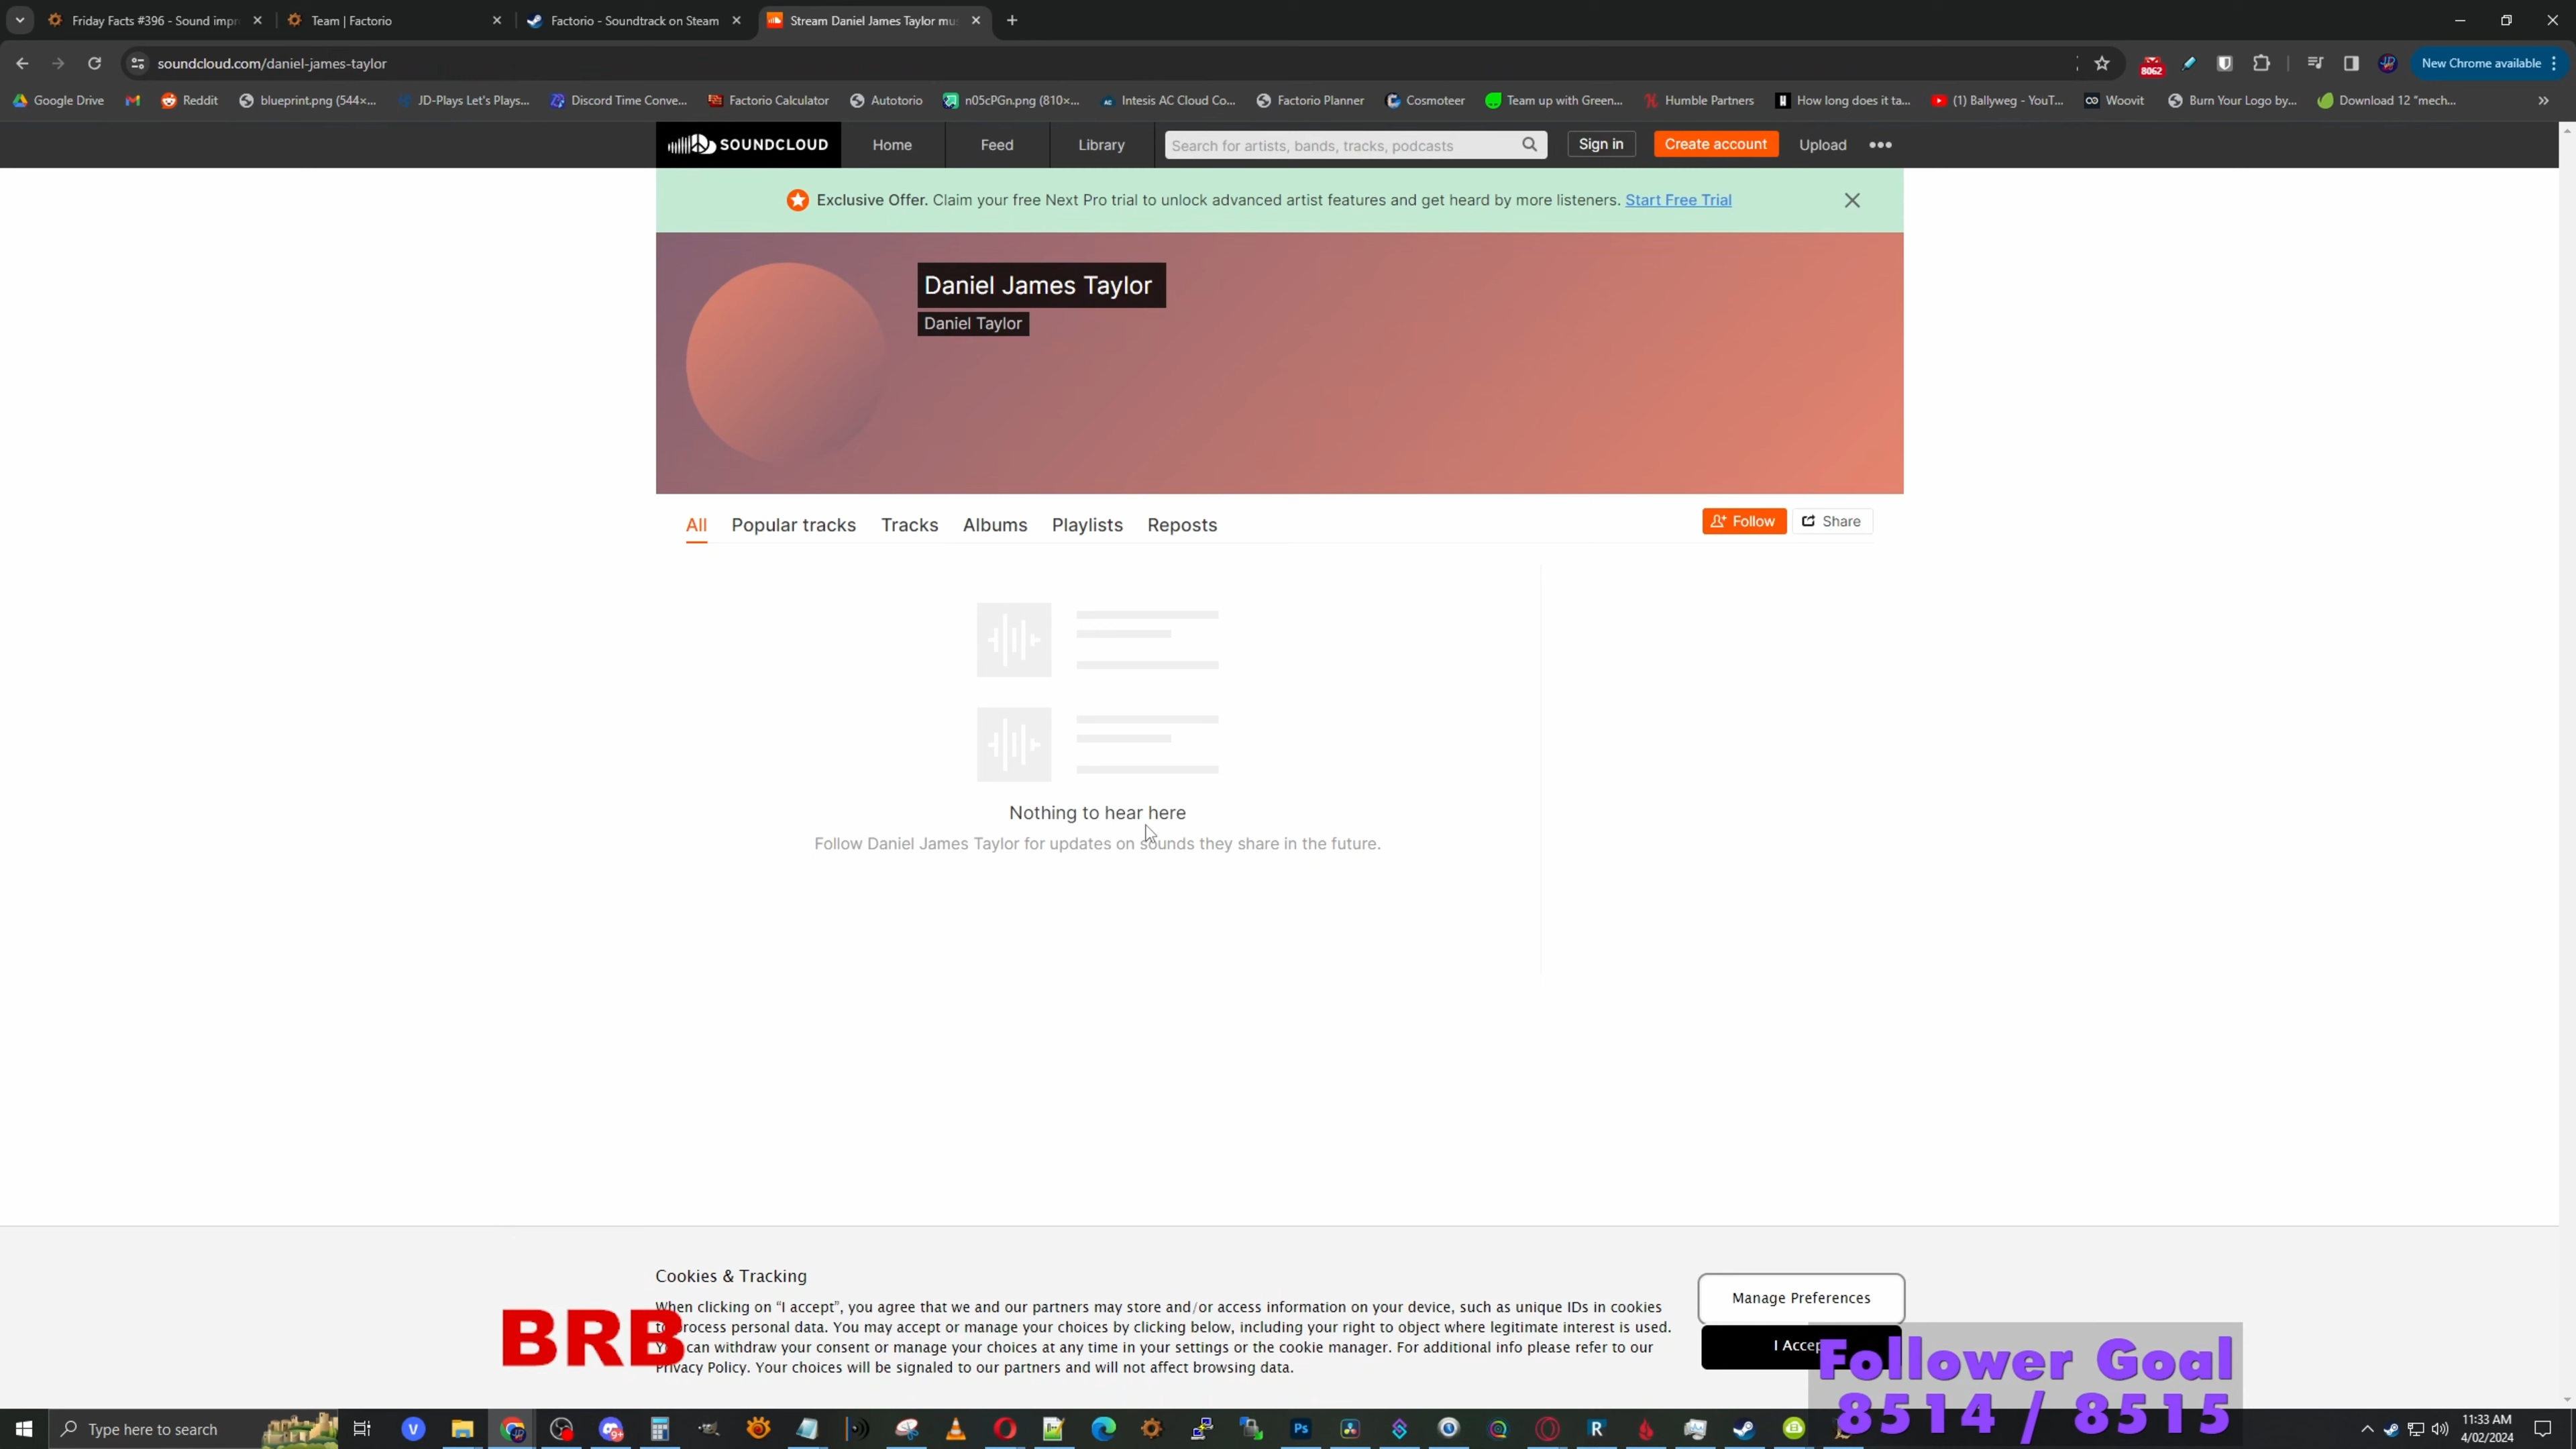 Friday Facts #396 - Sound impr
Team | Factorio
Factorio - Soundtrack on Steam
Stream Daniel James Taylor mu
soundcloud.com/daniel-james-taylor
8062
New Chrome available
Google Drive
Reddit
blueprint.png (544×...
JD-Plays Let's Plays...
Discord Time Conve...
Factorio Calculator
Autotorio
n05cPGn.png (810×...
Intesis AC Cloud Co...
Factorio Planner
Cosmoteer
Team up with Green...
Humble Partners
How long does it ta...
(1) Ballyweg - YouT...
Woovit
Burn Your Logo by...
Download 12 "mech...
SOUNDCLOUD
Home
Feed
Library
Search for artists, bands, tracks, podcasts
Sign in
Create account
Upload
Exclusive Offer. Claim your free Next Pro trial to unlock advanced artist features and get heard by more listeners. Start Free Trial
Daniel James Taylor
Daniel Taylor
All
Popular tracks
Tracks
Albums
Playlists
Reposts
Follow
Share
Nothing to hear here
Follow Daniel James Taylor for updates on sounds they share in the future.
Cookies & Tracking
When clicking on “I accept”, you agree that we and our partners may store and/or access information on your device, such as unique IDs in cookies
process personal data. You may accept or manage your choices by clicking below, including your right to object where legitimate interest is used.
can withdraw your consent or manage your choices at any time in your settings or the cookie manager. For additional info please refer to our
Privacy Policy. Your choices will be signaled to our partners and will not affect browsing data.
Manage Preferences
I Accep
BRB
Follower Goal
8514 / 8515
Type here to search
11:33 AM
4/02/2024